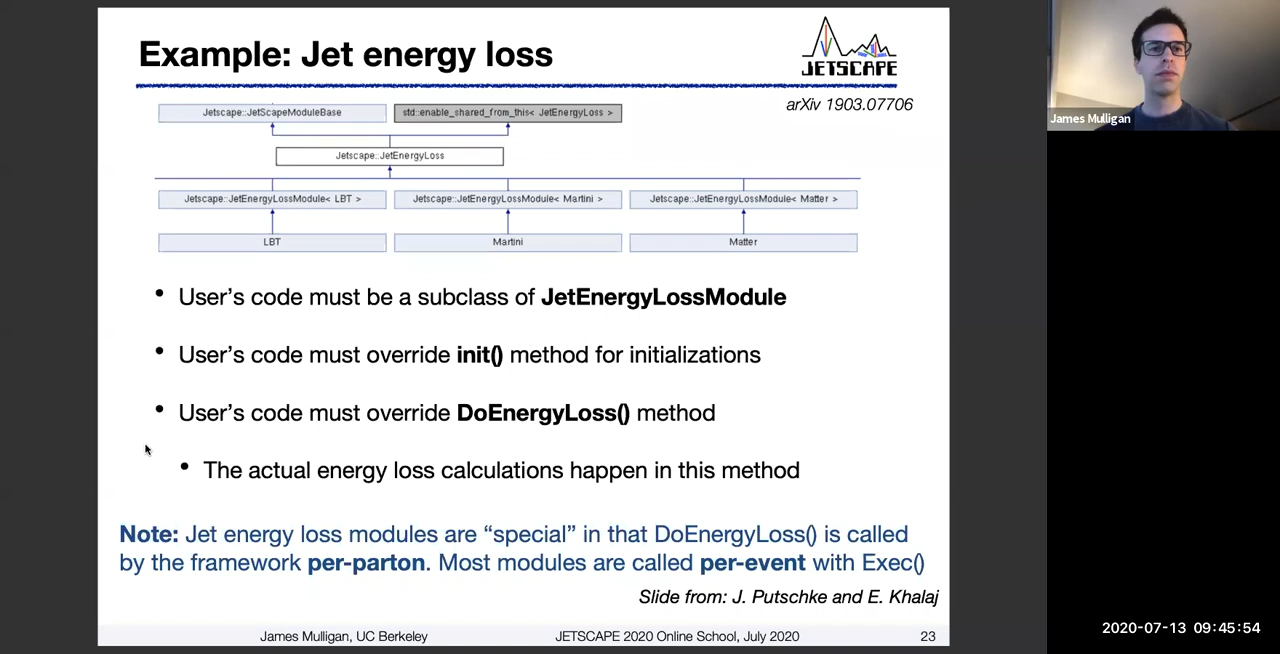 Example: Jet energy loss
JETSCAPE
arXiv 1903.07706
Jetscape::JetScapeModuleBase
std::enable_shared_from_this< JetEnergyLoss >
Jetscape::JetEnergyLoss
Jetscape::JetEnergyLossModule< LBT >
Jetscape::JetEnergyLossModule< Martini >
Jetscape::JetEnergyLossModule< Matter >
LBT
Martini
Matter
• User’s code must be a subclass of JetEnergyLossModule
• User’s code must override init() method for initializations
• User’s code must override DoEnergyLoss() method
• The actual energy loss calculations happen in this method
Note: Jet energy loss modules are “special” in that DoEnergyLoss() is called
by the framework per-parton. Most modules are called per-event with Exec()
Slide from: J. Putschke and E. Khalaj
James Mulligan, UC Berkeley
JETSCAPE 2020 Online School, July 2020
23
James Mulligan
2020-07-13 09:45:54